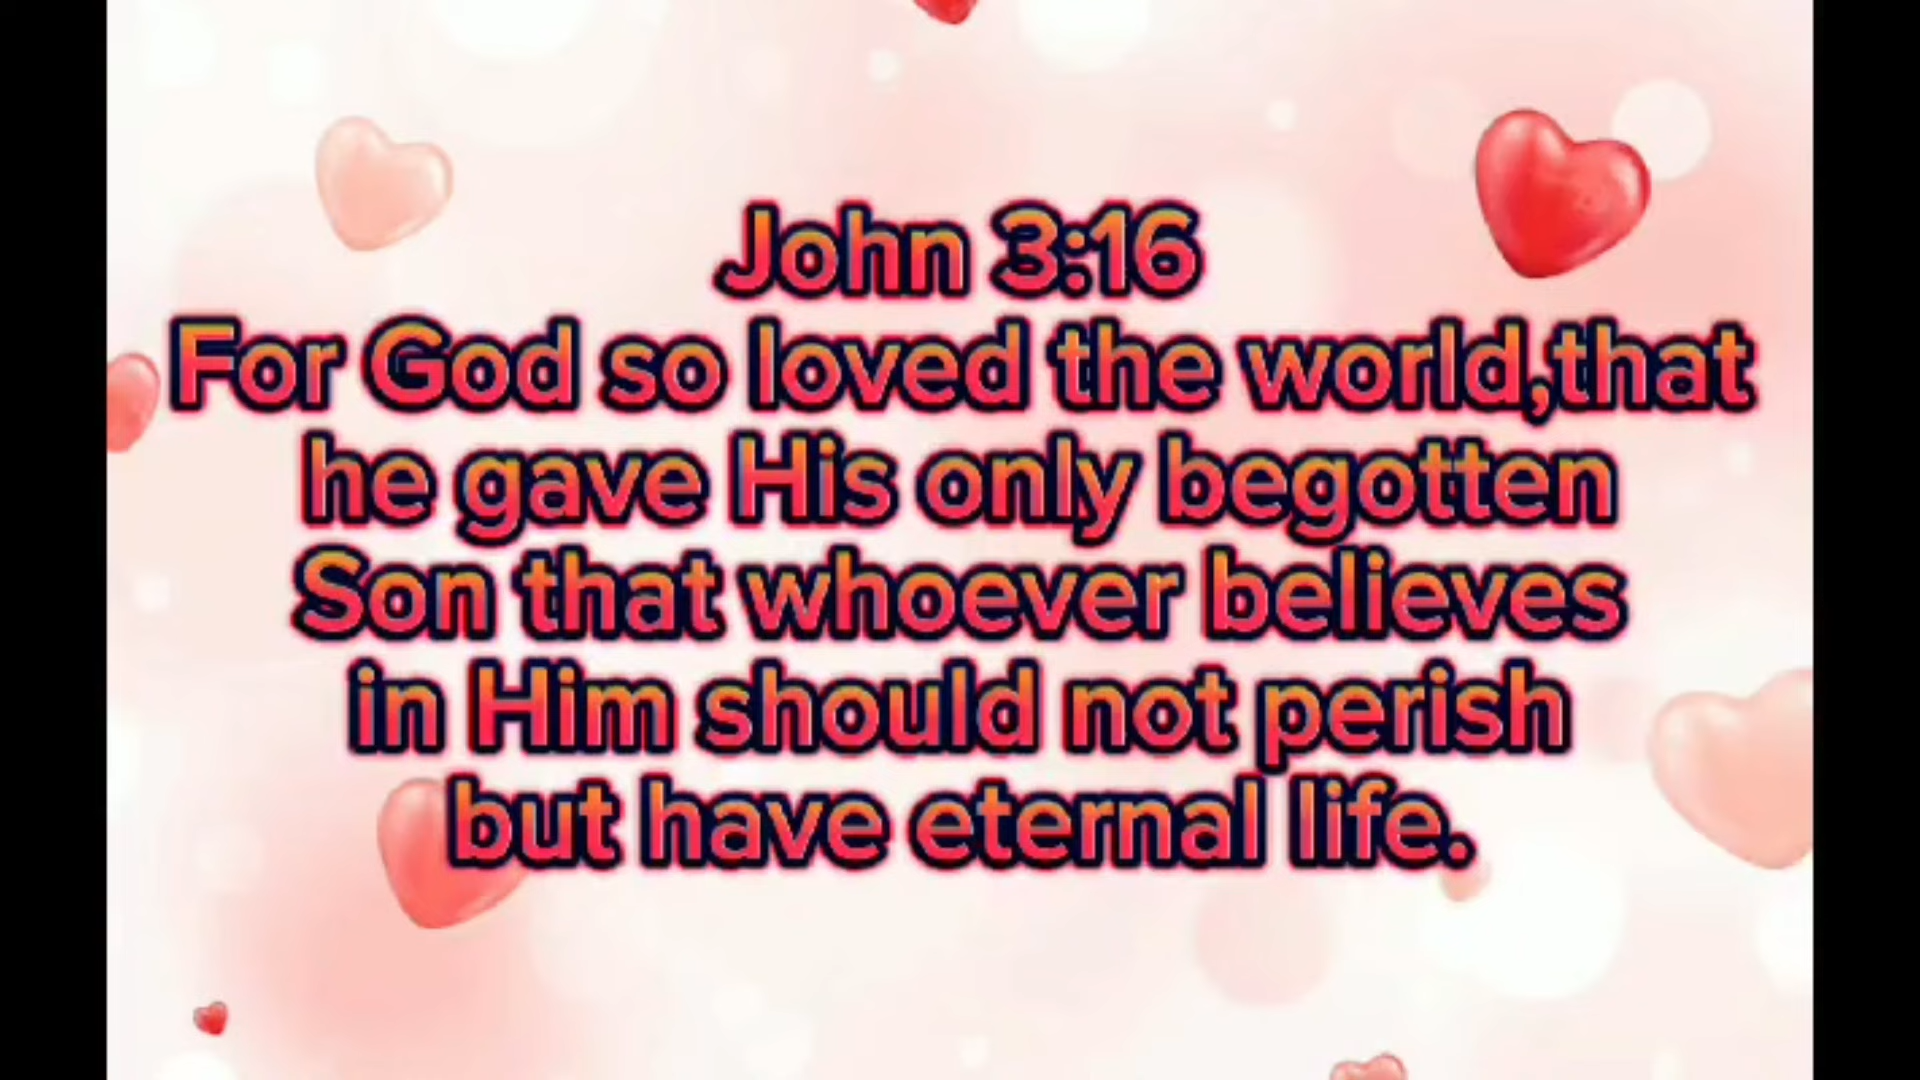 John 3:16
For God so loved the world,that
he gave His only begotten
Son that whoever believes
in Him should not perish
but have eternal life.